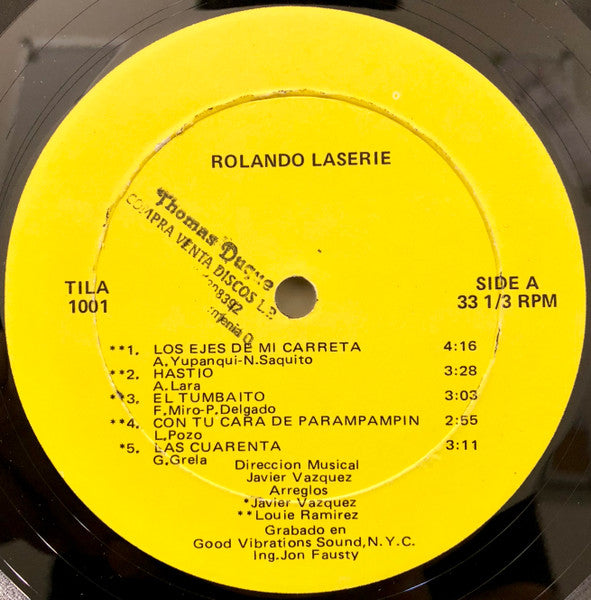 ROLANDO LASERIE
Thomas Duque
COMPRA VENTA DISCOS L.P.
TILA
1001
SIDE A
33 1/3 RPM
**1. LOS EJES DE MI CARRETA 4:16
A,Yupanqui-N.Saquito
**2. HASTIO 3:28
A.Lara
**3. EL TUMBAITO 3:03
F.Miro-P.Delgado
**4. CON TU CARA DE PARAMPAMPIN 2:55
L.Pozo
*5. LAS CUARENTA 3:11
G.Grela
Direccion Musical
Javier Vazquez
Arreglos
*Javier Vazquez
**Louie Ramirez
Grabado en
Good Vibrations Sound,N.Y.C.
Ing.Jon Fausty